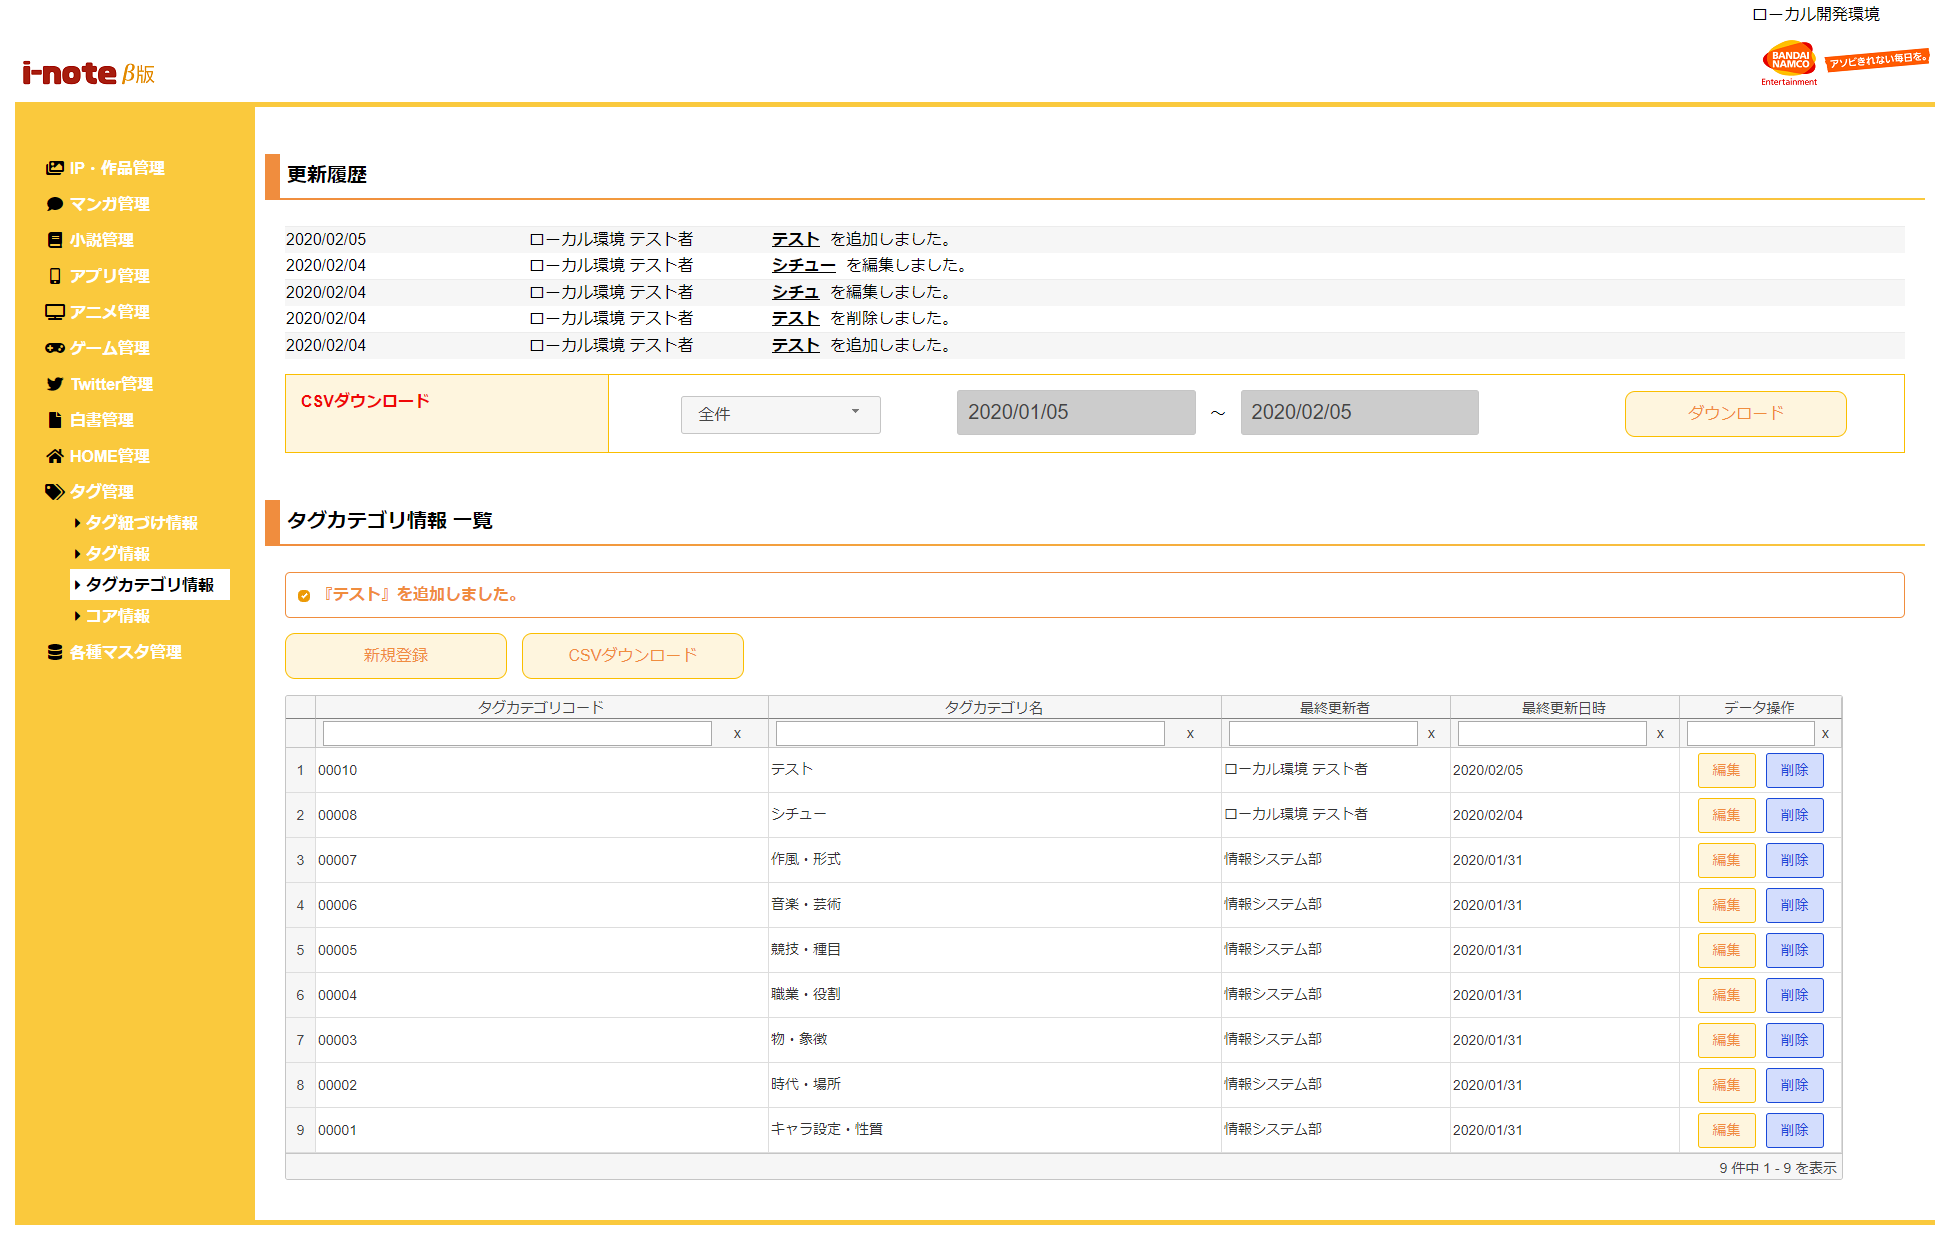 ローカル開発環境
i-note β版
BANDAI NAMCO Entertainment アソビきれない毎日を。
IP・作品管理
マンガ管理
小説管理
アプリ管理
アニメ管理
ゲーム管理
Twitter管理
白書管理
HOME管理
タグ管理
タグ紐づけ情報
タグ情報
タグカテゴリ情報
コア情報
各種マスタ管理
更新履歴
2020/02/05 ローカル環境 テスト者 テスト を追加しました。
2020/02/04 ローカル環境 テスト者 シチュー を編集しました。
2020/02/04 ローカル環境 テスト者 シチュ を編集しました。
2020/02/04 ローカル環境 テスト者 テスト を削除しました。
2020/02/04 ローカル環境 テスト者 テスト を追加しました。
CSVダウンロード 全件 2020/01/05 ～ 2020/02/05 ダウンロード
タグカテゴリ情報 一覧
『テスト』を追加しました。
新規登録 CSVダウンロード
タグカテゴリコード タグカテゴリ名 最終更新者 最終更新日時 データ操作
x x x x x
1 00010 テスト ローカル環境 テスト者 2020/02/05 編集 削除
2 00008 シチュー ローカル環境 テスト者 2020/02/04 編集 削除
3 00007 作風・形式 情報システム部 2020/01/31 編集 削除
4 00006 音楽・芸術 情報システム部 2020/01/31 編集 削除
5 00005 競技・種目 情報システム部 2020/01/31 編集 削除
6 00004 職業・役割 情報システム部 2020/01/31 編集 削除
7 00003 物・象徴 情報システム部 2020/01/31 編集 削除
8 00002 時代・場所 情報システム部 2020/01/31 編集 削除
9 00001 キャラ設定・性質 情報システム部 2020/01/31 編集 削除
9 件中 1 - 9 を表示